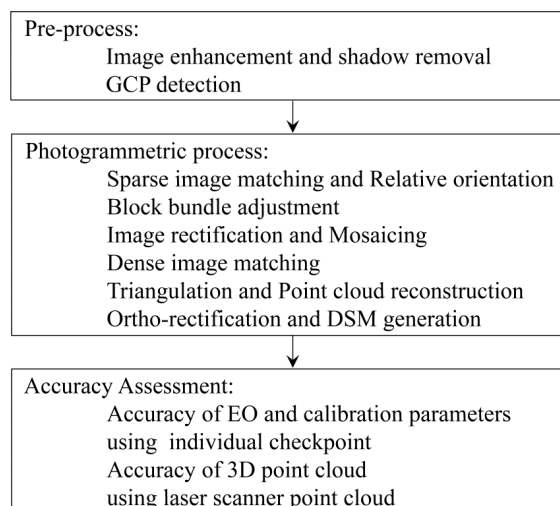 Pre-process:
Image enhancement and shadow removal
GCP detection
Photogrammetric process:
Sparse image matching and Relative orientation
Block bundle adjustment
Image rectification and Mosaicing
Dense image matching
Triangulation and Point cloud reconstruction
Ortho-rectification and DSM generation
Accuracy Assessment:
Accuracy of EO and calibration parameters
using individual checkpoint
Accuracy of 3D point cloud
using laser scanner point cloud